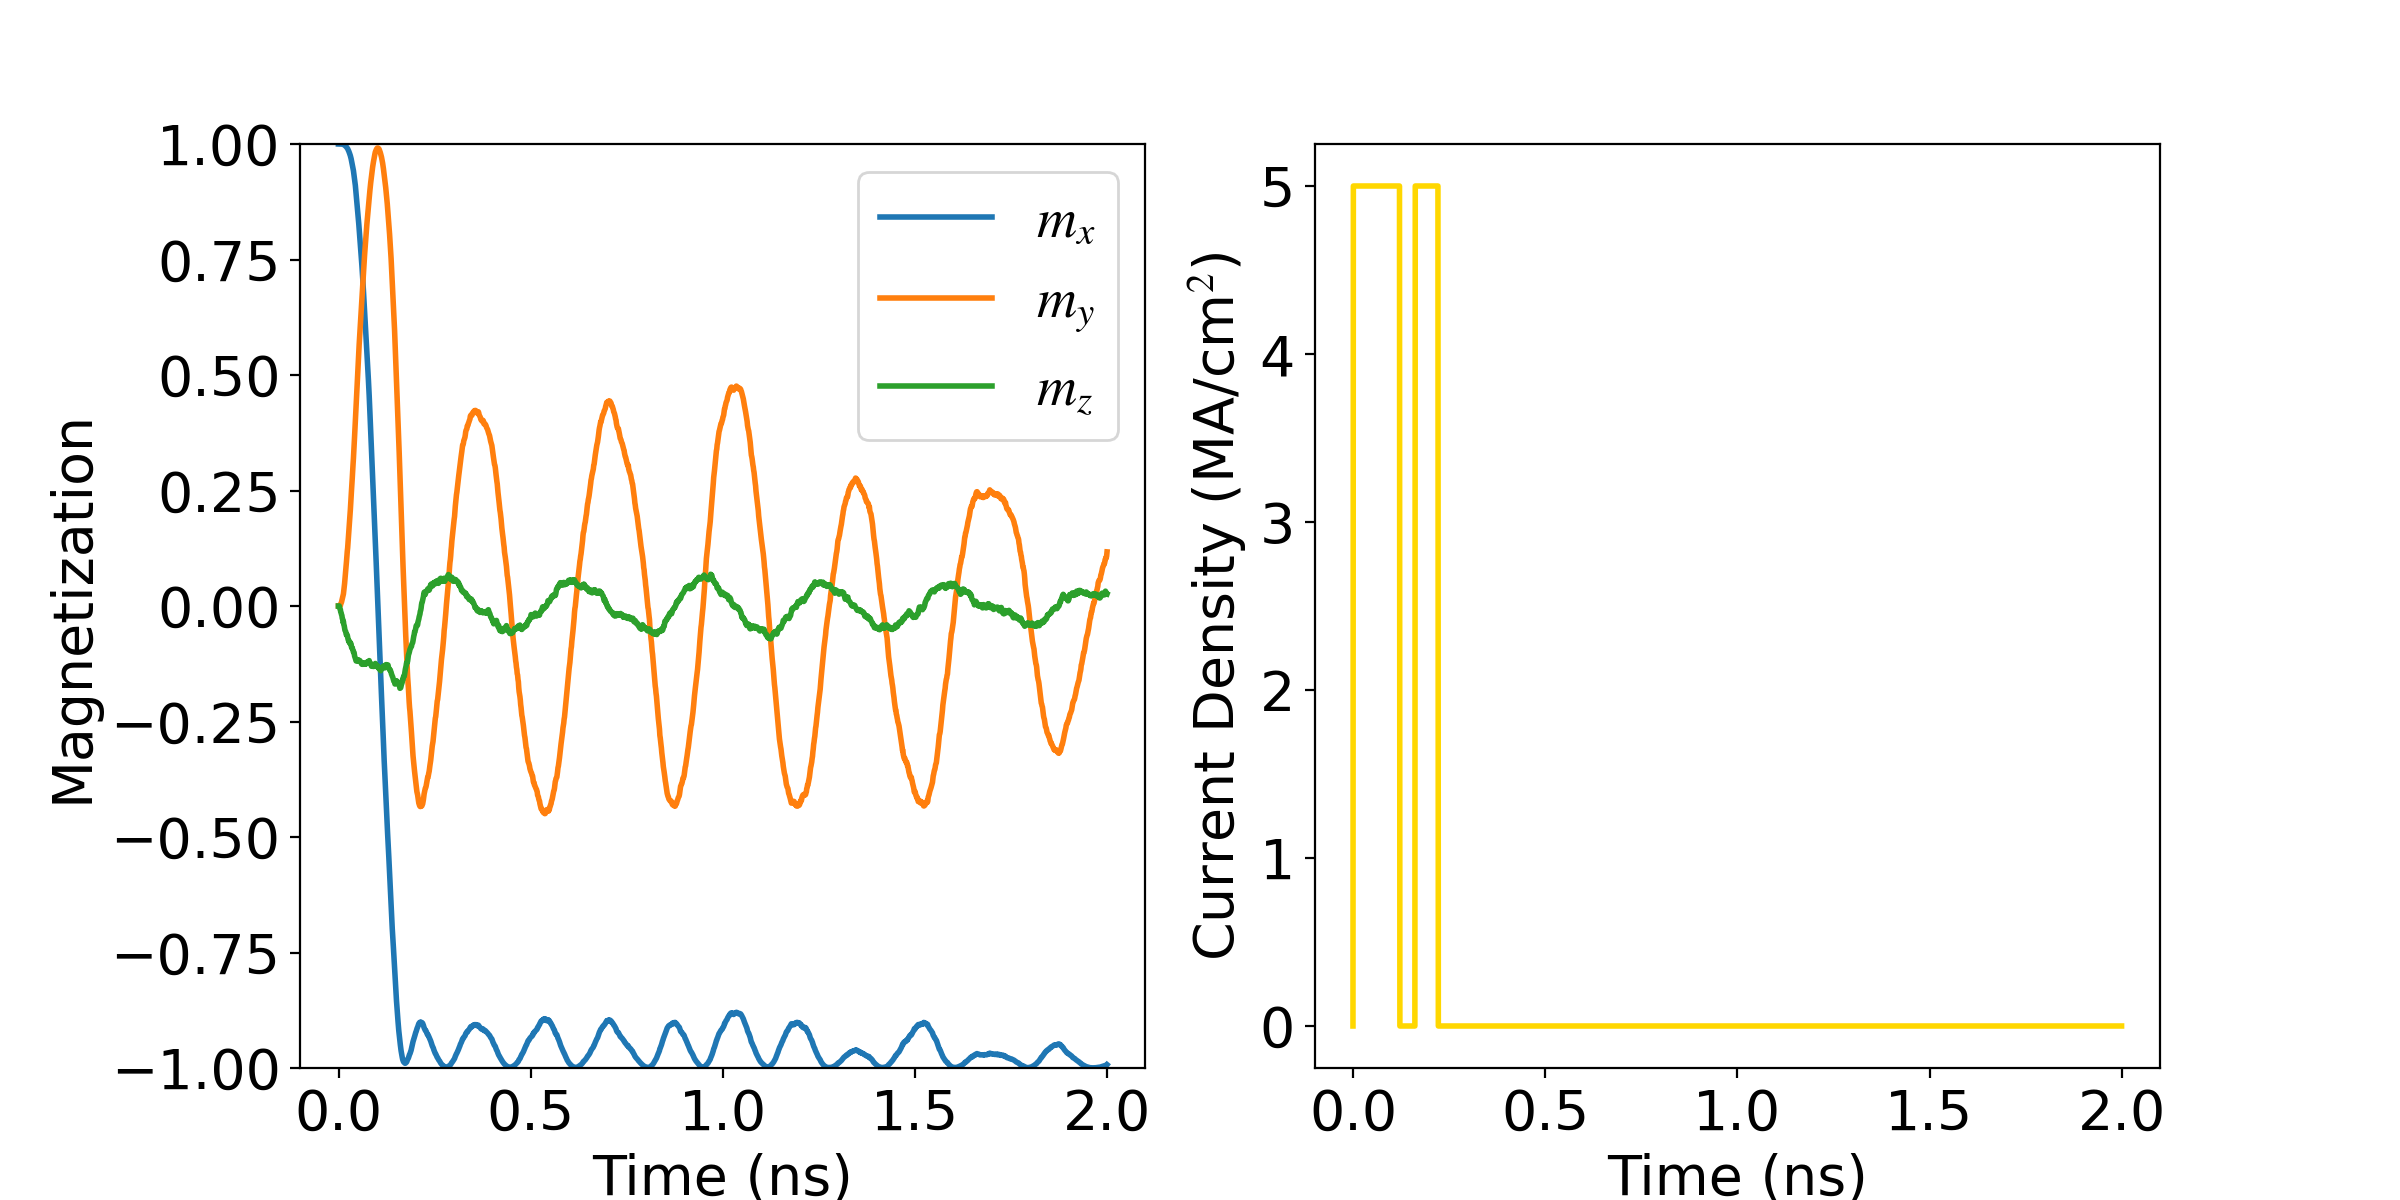 Magnetization
1.00
0.75
0.50
0.25
0.00
−0.25
−0.50
−0.75
−1.00
0.0 0.5 1.0 1.5 2.0
Time (ns)
m_x
m_y
m_z
Current Density (MA/cm²)
5
4
3
2
1
0
0.0 0.5 1.0 1.5 2.0
Time (ns)